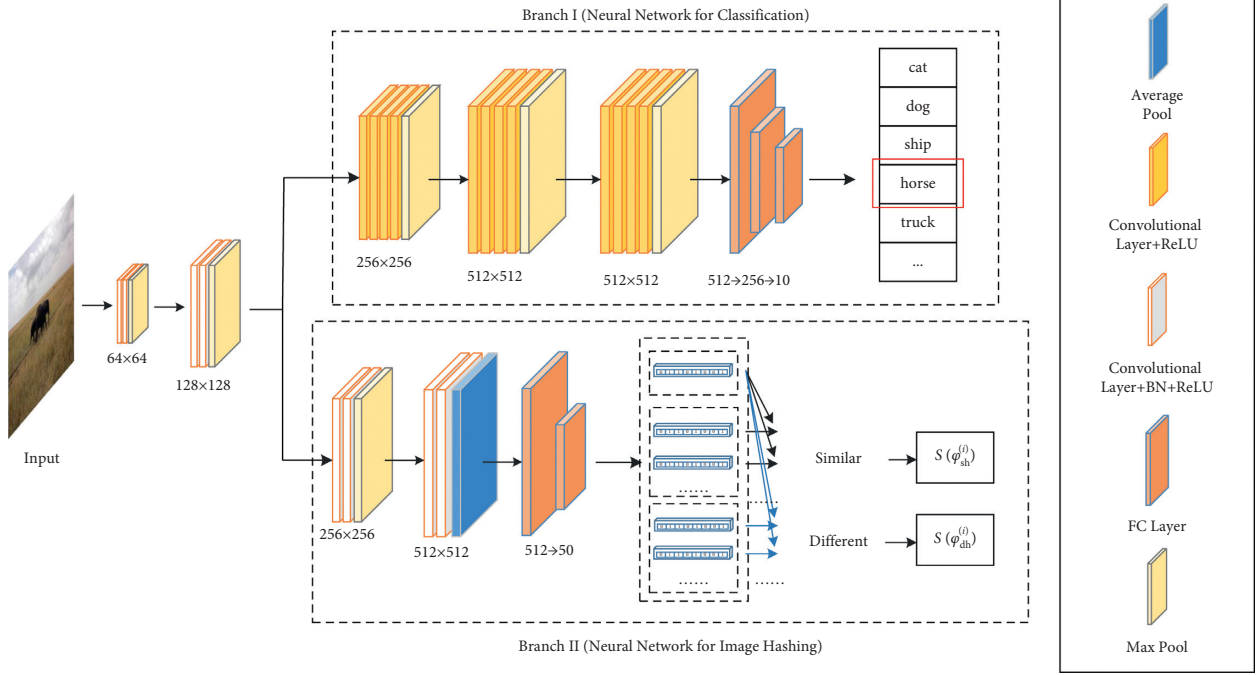 Branch I (Neural Network for Classification)
cat
dog
ship
horse
truck
...
256×256
512×512
512×512
512→256→10
Input
64×64
128×128
256×256
512×512
512→50
......
......
......
......
Similar
Different
S (φsh(i))
S (φdh(i))
Branch II (Neural Network for Image Hashing)
Average
Pool
Convolutional
Layer+ReLU
Convolutional
Layer+BN+ReLU
FC Layer
Max Pool